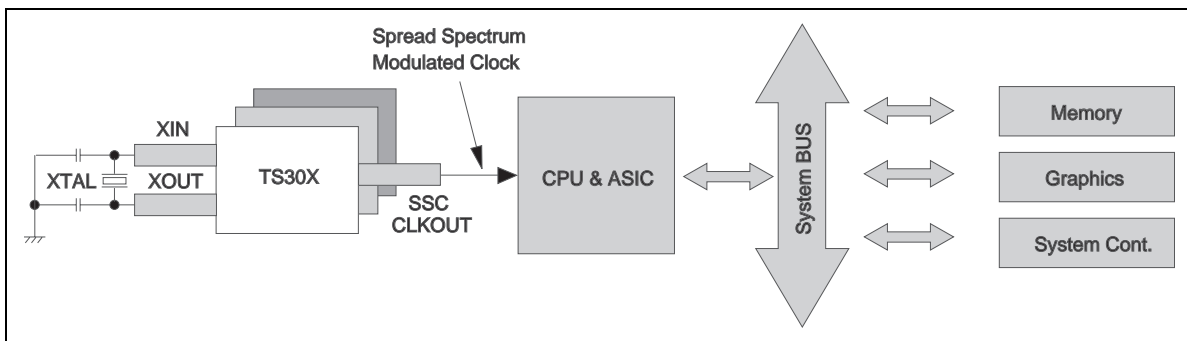 Spread Spectrum
Modulated Clock
XIN
XTAL
XOUT
TS30X
SSC
CLKOUT
CPU & ASIC
System BUS
Memory
Graphics
System Cont.